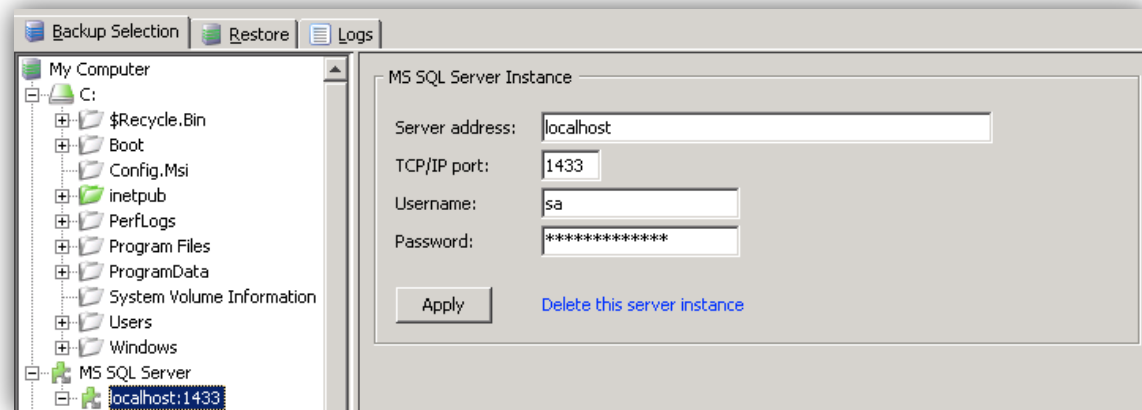 Backup Selection Restore Logs
My Computer
C:
$Recycle.Bin
Boot
Config.Msi
inetpub
PerfLogs
Program Files
ProgramData
System Volume Information
Users
Windows
MS SQL Server
localhost:1433
MS SQL Server Instance
Server address: localhost
TCP/IP port: 1433
Username: sa
Password: *************
Apply Delete this server instance